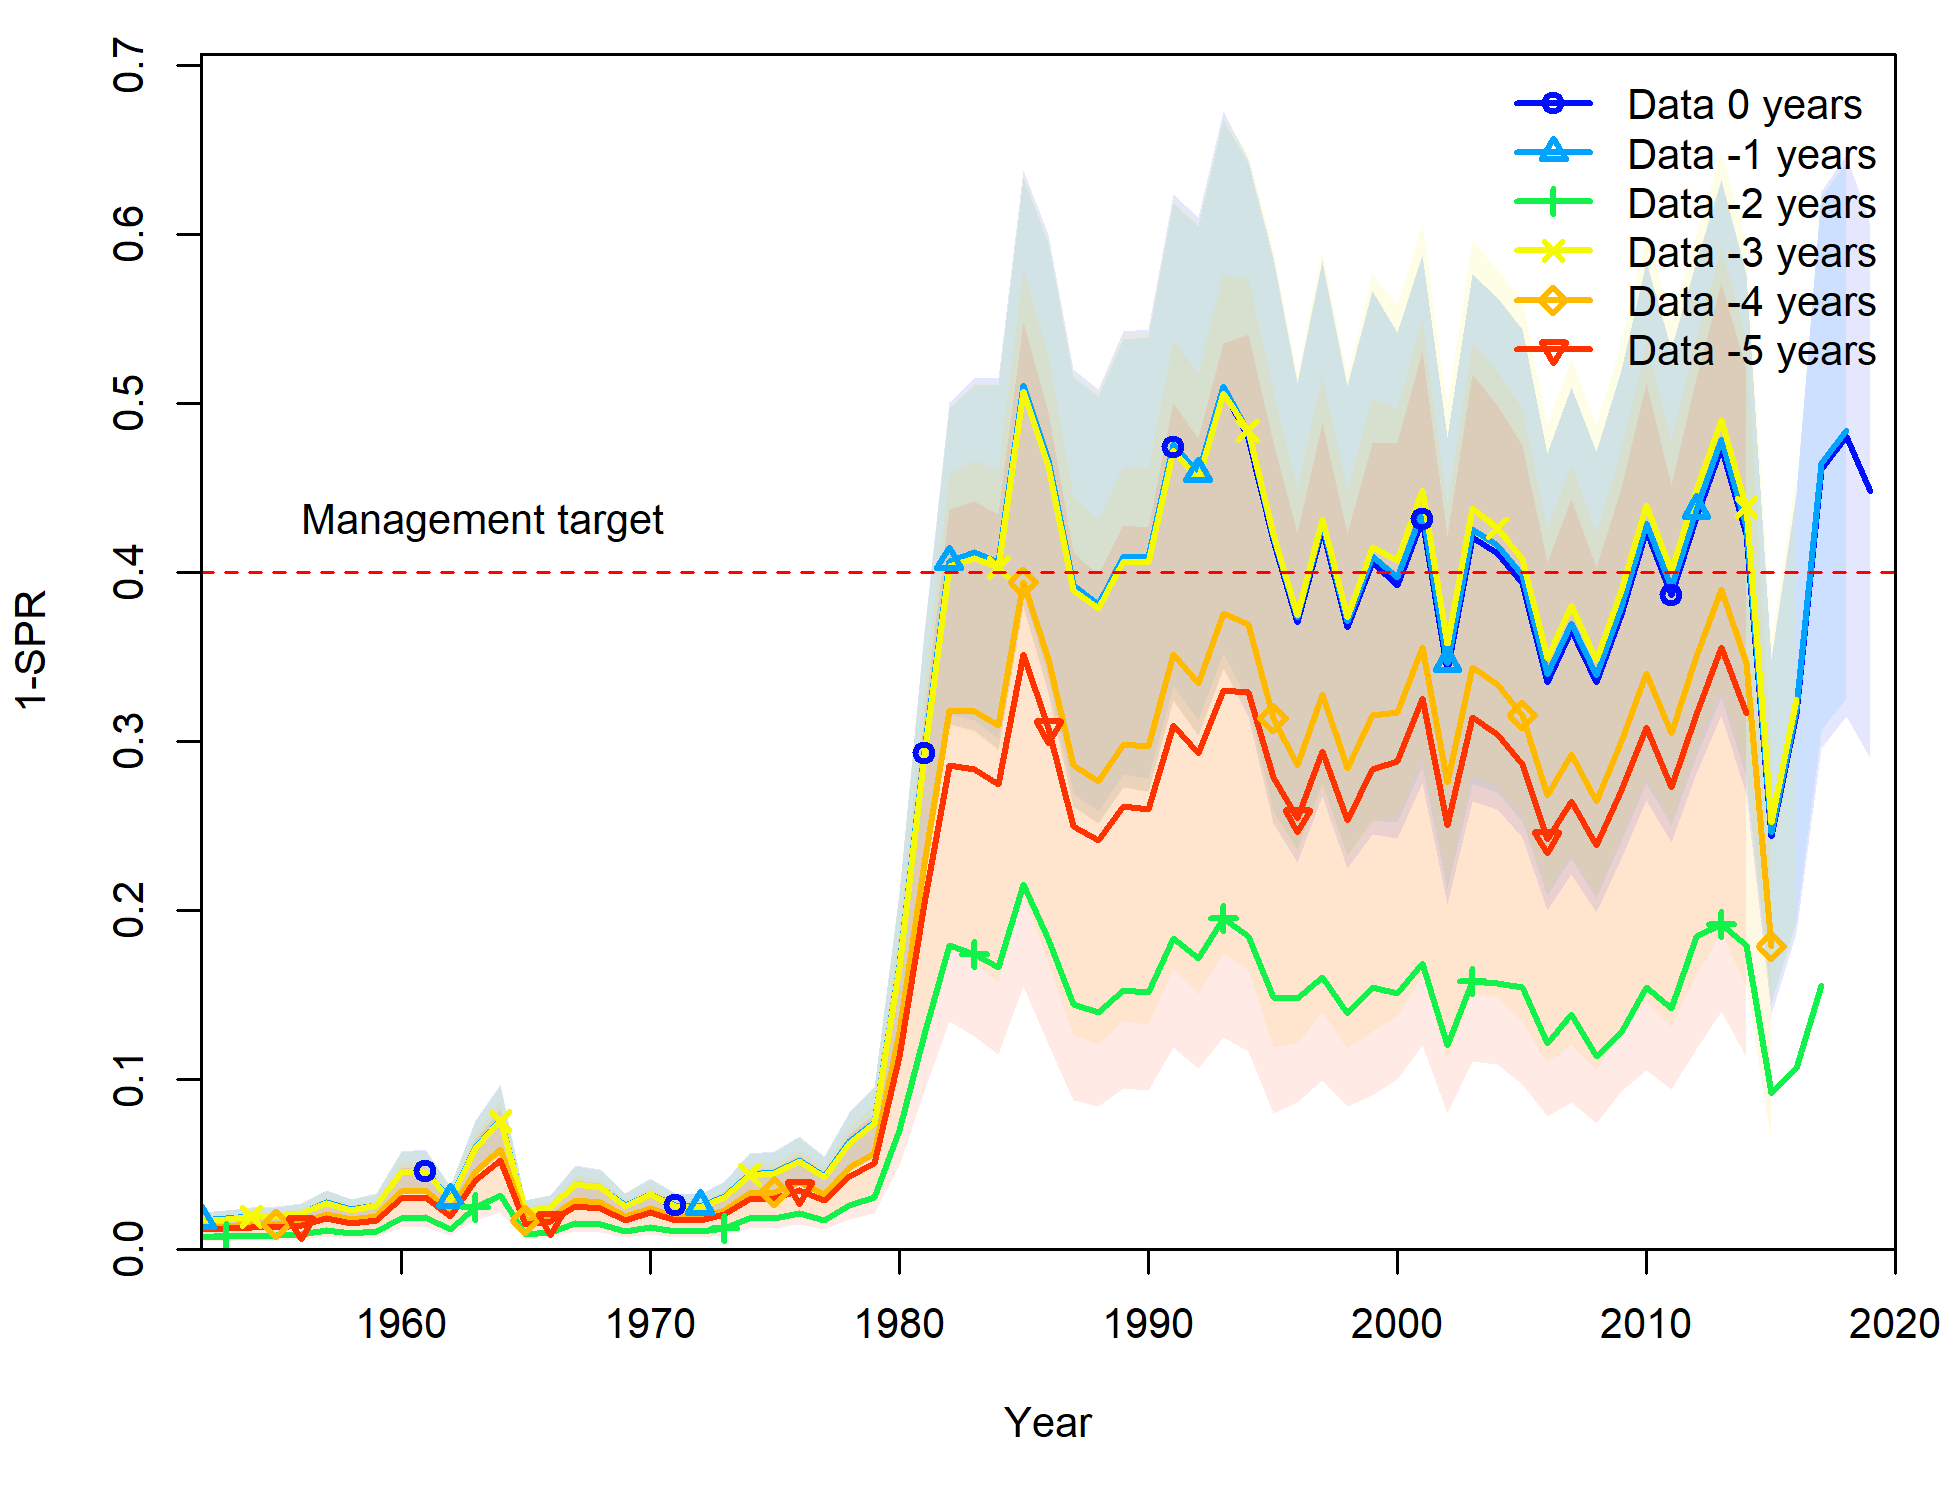 0.7
0.6
0.5
0.4
0.3
0.2
0.1
0.0
1-SPR
Data 0 years
Data -1 years
Data -2 years
Data -3 years
Data -4 years
Data -5 years
Management target
1960 1970 1980 1990 2000 2010 2020
Year